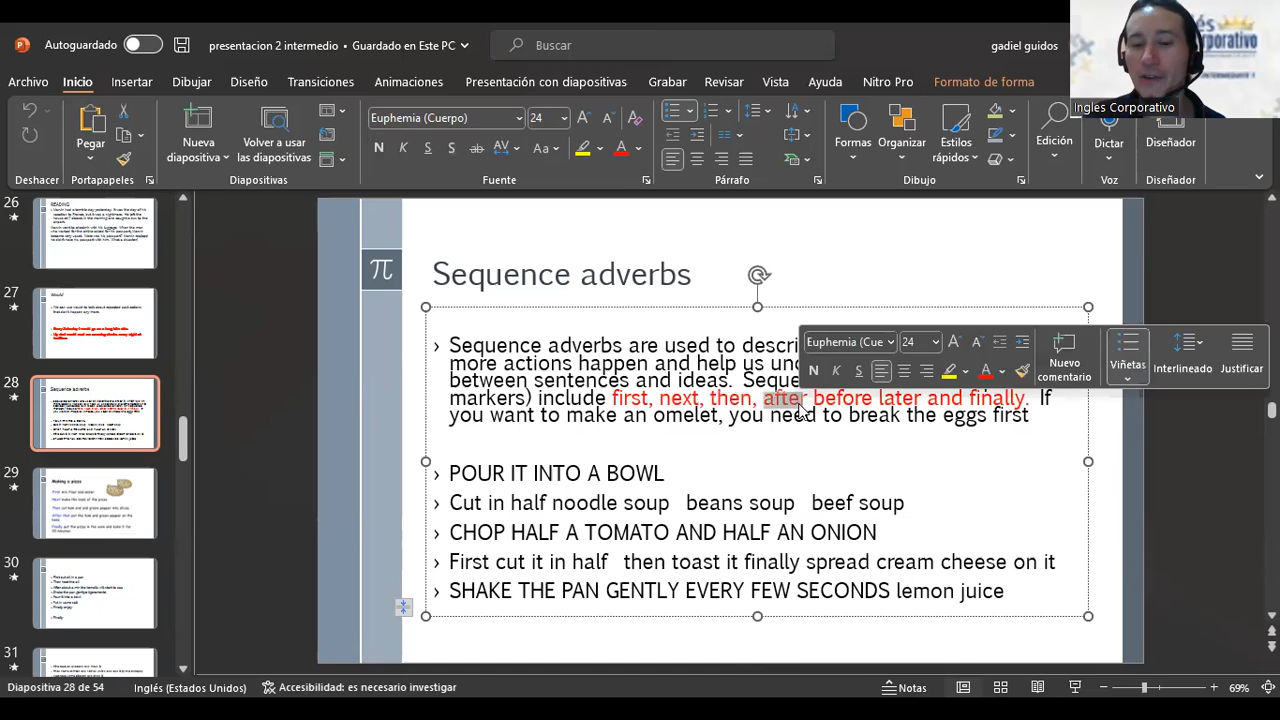 Autoguardado
presentacion 2 intermedio • Guardado en Este PC
Buscar
gadiel guidos
Archivo Inicio Insertar Dibujar Diseño Transiciones Animaciones Presentación con diapositivas Grabar Revisar Vista Ayuda Nitro Pro Formato de forma
Ingles Corporativo
Euphemia (Cuerpo) 24
Pegar
Nueva diapositiva
Volver a usar las diapositivas
Formas Organizar Estilos rápidos
Edición
Dictar
Diseñador
Deshacer Portapapeles Diapositivas Fuente Párrafo Dibujo Voz Diseñador
26
27
28
29
30
31
Making a pizza
π Sequence adverbs
Euphemia (Cue 24
Nuevo comentario
Viñetas
Interlineado
Justificar
› Sequence adverbs are used to descri
more actions happen and help us un
between sentences and ideas. Seque
markers) include first, next, then, after before later and finally. If
you want to make an omelet, you need to break the eggs first
› POUR IT INTO A BOWL
› Cut in half noodle soup beans soup beef soup
› CHOP HALF A TOMATO AND HALF AN ONION
› First cut it in half then toast it finally spread cream cheese on it
› SHAKE THE PAN GENTLY EVERY FEW SECONDS lemon juice
Diapositiva 28 de 54 Inglés (Estados Unidos) Accesibilidad: es necesario investigar Notas 69%